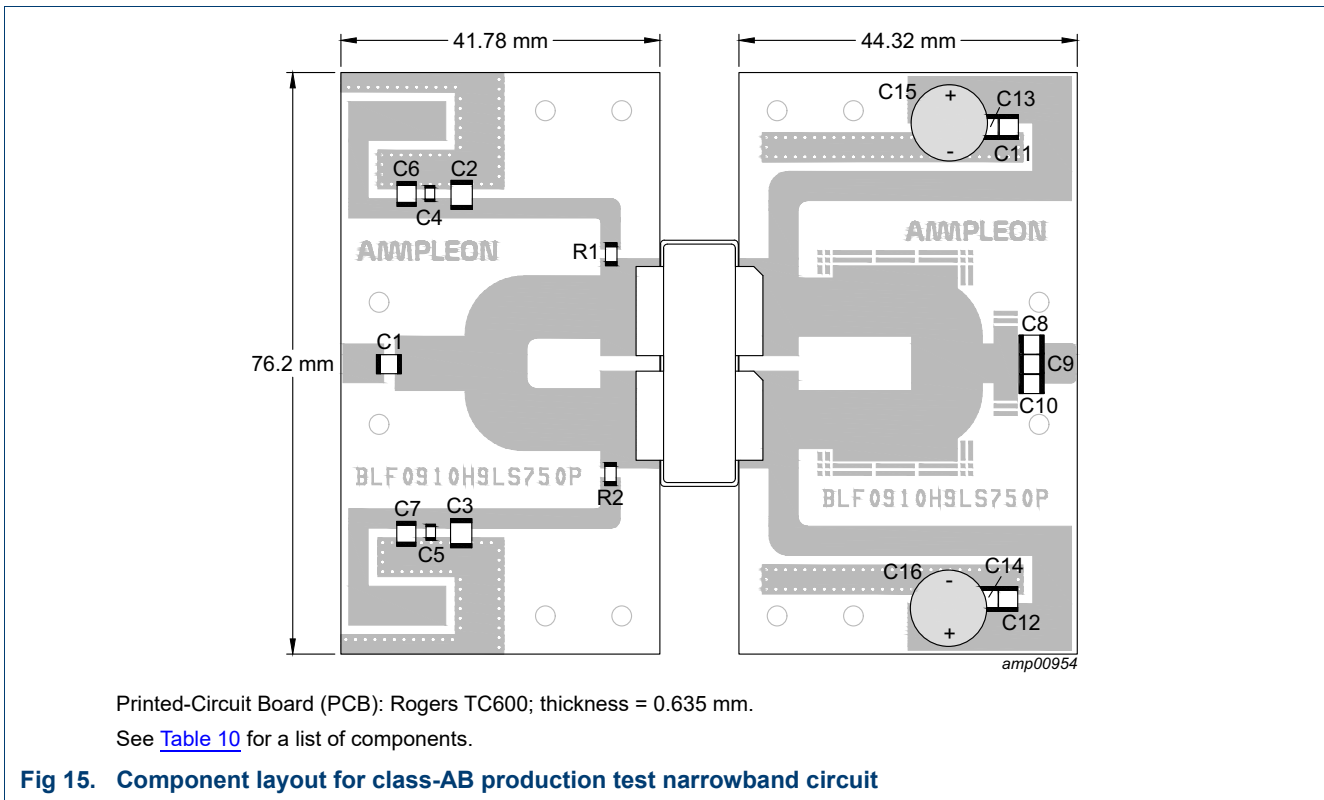 41.78 mm
44.32 mm
C15
+
C13
-
C11
C6
C2
C4
AMPLEON
AMPLEON
R1
C1
C8
76.2 mm
C9
C10
BLF0910H9LS750P
R2
BLF0910H9LS750P
C7
C3
C5
C16
-
C14
C12
+
amp00954
Printed-Circuit Board (PCB): Rogers TC600; thickness = 0.635 mm.
See Table 10 for a list of components.
Fig 15. Component layout for class-AB production test narrowband circuit